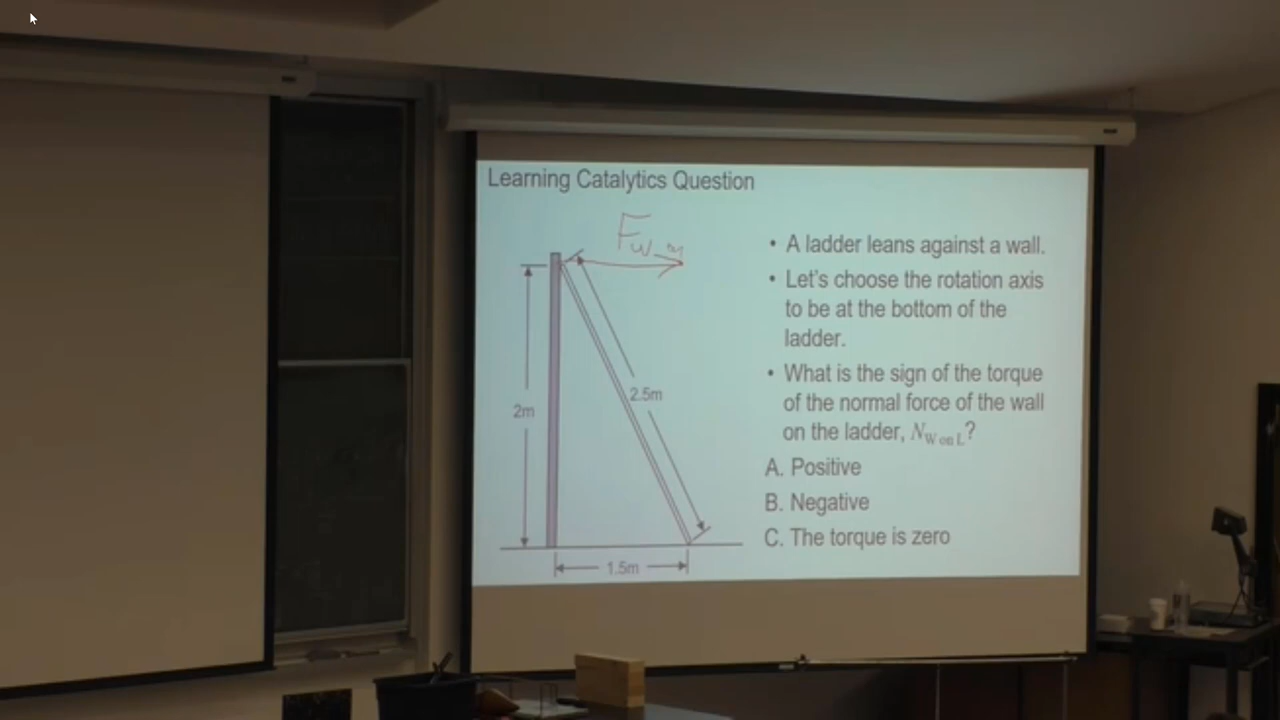 Learning Catalytics Question
F
• A ladder leans against a wall.
• Let's choose the rotation axis
to be at the bottom of the
ladder.
• What is the sign of the torque
of the normal force of the wall
on the ladder, N_W on L?
A. Positive
B. Negative
C. The torque is zero
2.5m
2m
1.5m